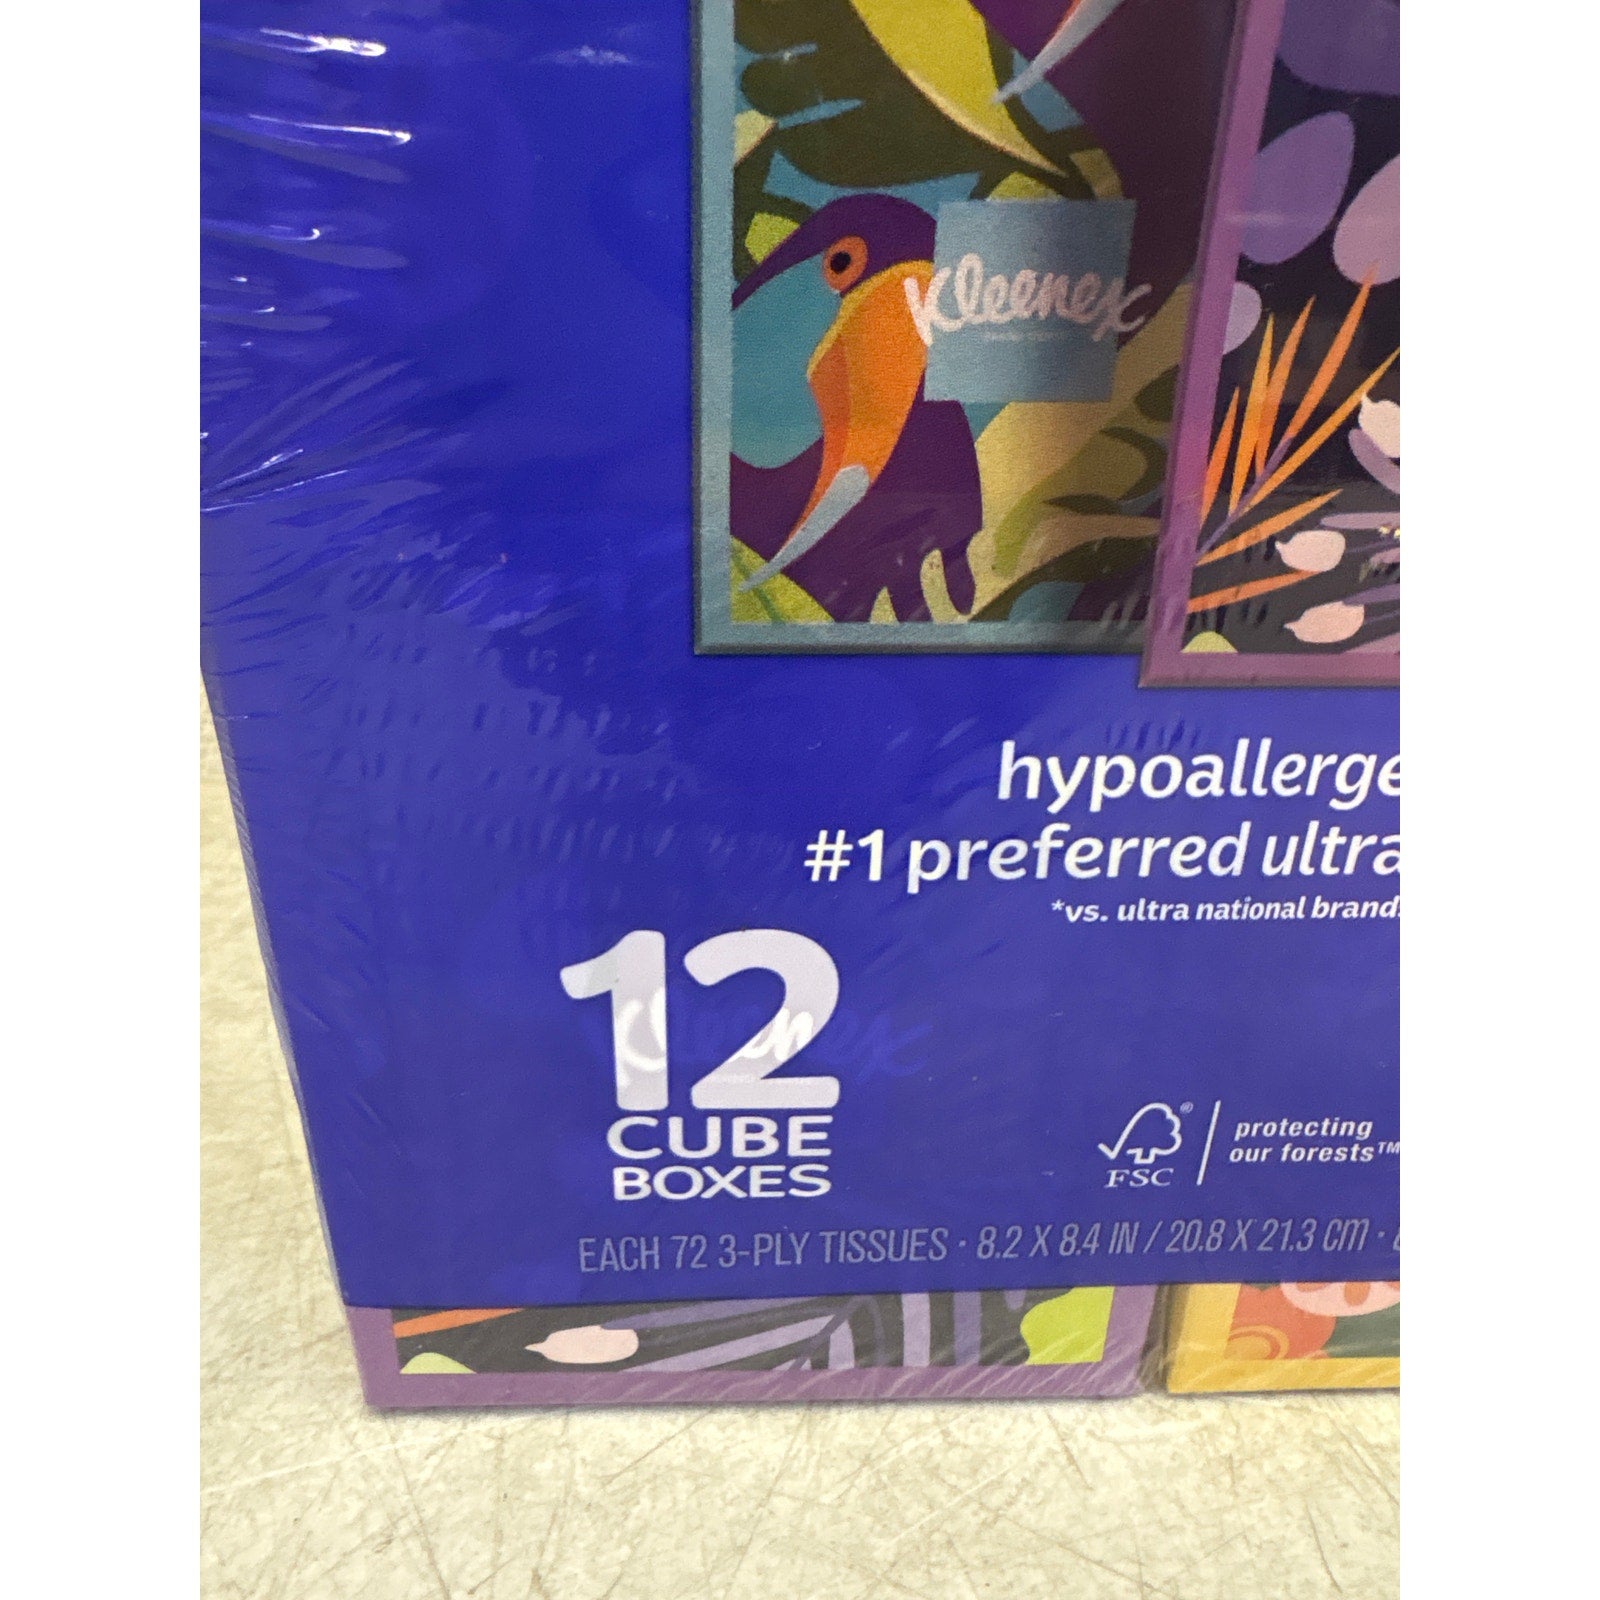 Kleenex
hypoallerge
#1 preferred ultra
*vs. ultra national brand
12
CUBE
BOXES
FSC®
protecting
our forests™
EACH 72 3-PLY TISSUES · 8.2 X 8.4 IN / 20.8 X 21.3 cm ·